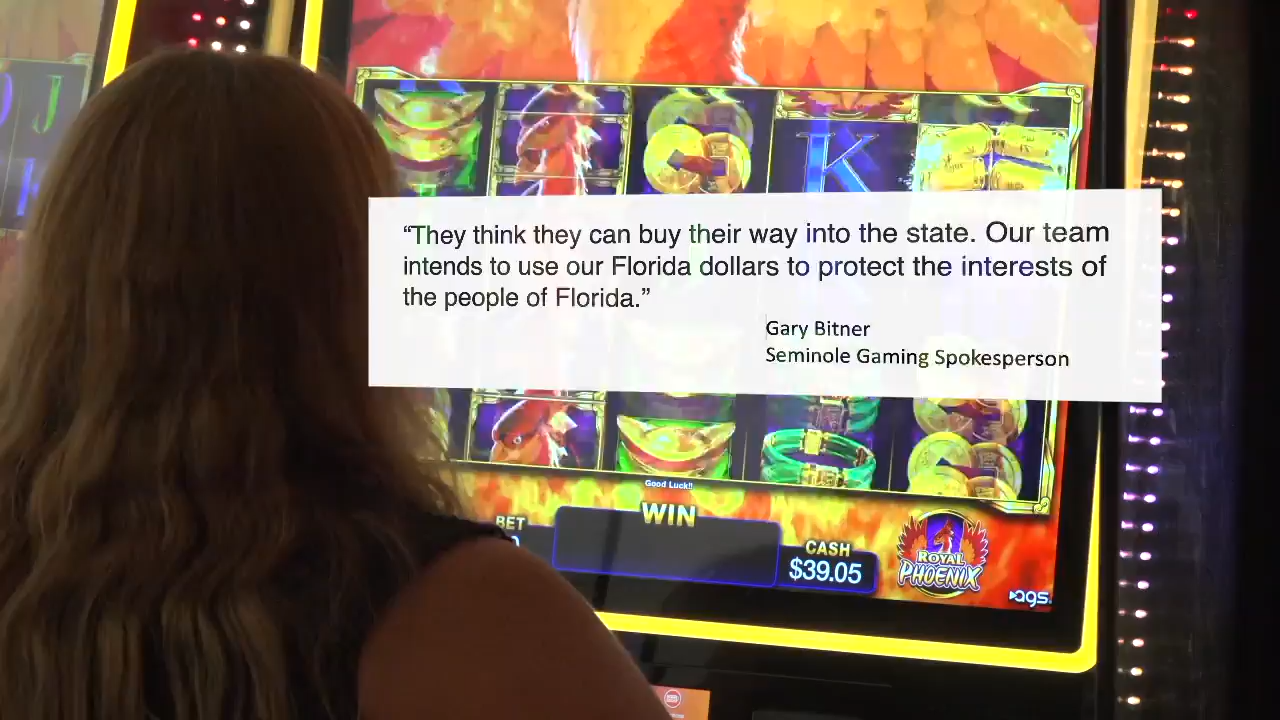 J
K
“They think they can buy their way into the state. Our team
intends to use our Florida dollars to protect the interests of
the people of Florida.”
Gary Bitner
Seminole Gaming Spokesperson
Good Luck!!
BET
WIN
CASH
$39.05
ROYAL
PHOENIX
ags.